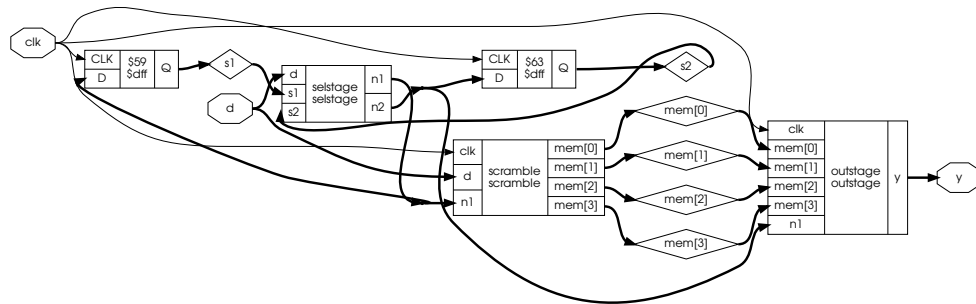 clk
CLK
D
$59
$dff
Q
s1
d
d
s1
s2
selstage
selstage
n1
n2
CLK
D
$63
$dff
Q
s2
clk
d
n1
scramble
scramble
mem[0]
mem[1]
mem[2]
mem[3]
mem[0]
mem[1]
mem[2]
mem[3]
clk
mem[0]
mem[1]
mem[2]
mem[3]
n1
outstage
outstage
y
y